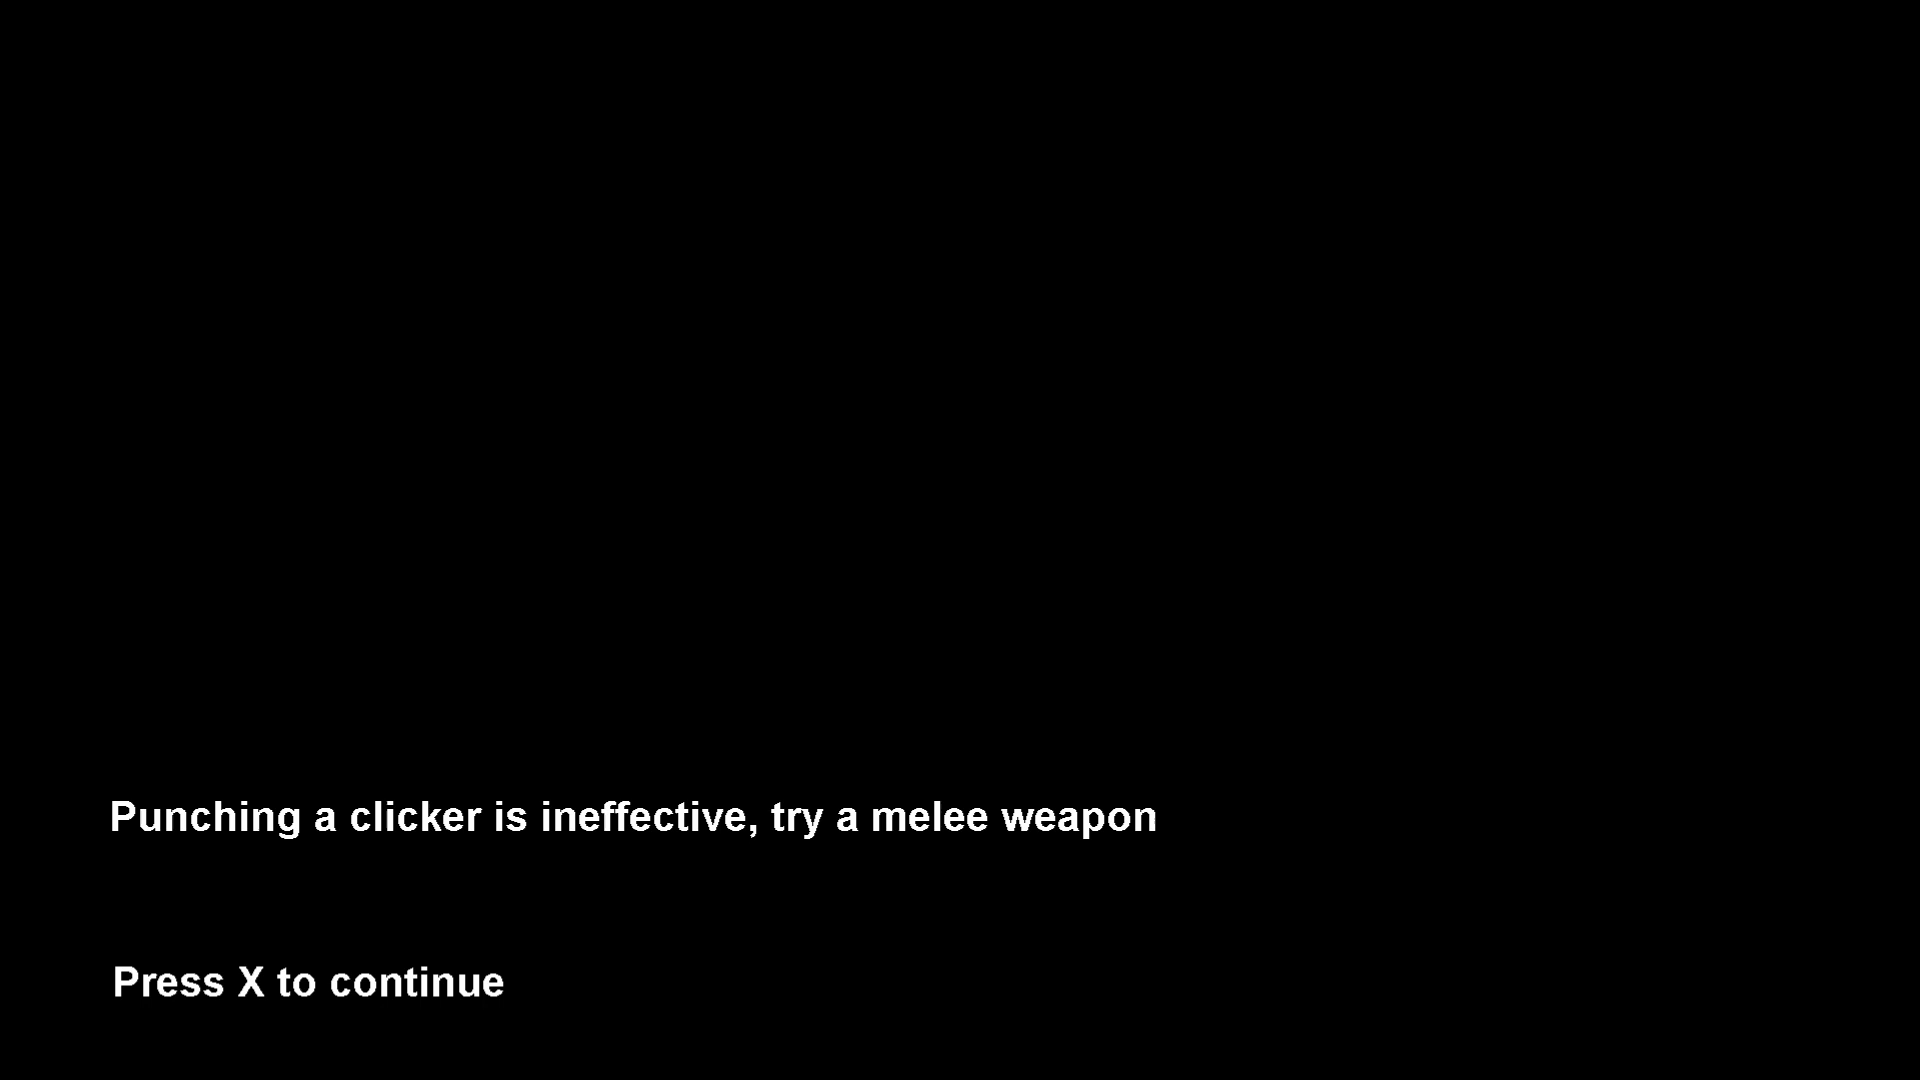 Punching a clicker is ineffective, try a melee weapon
Press X to continue